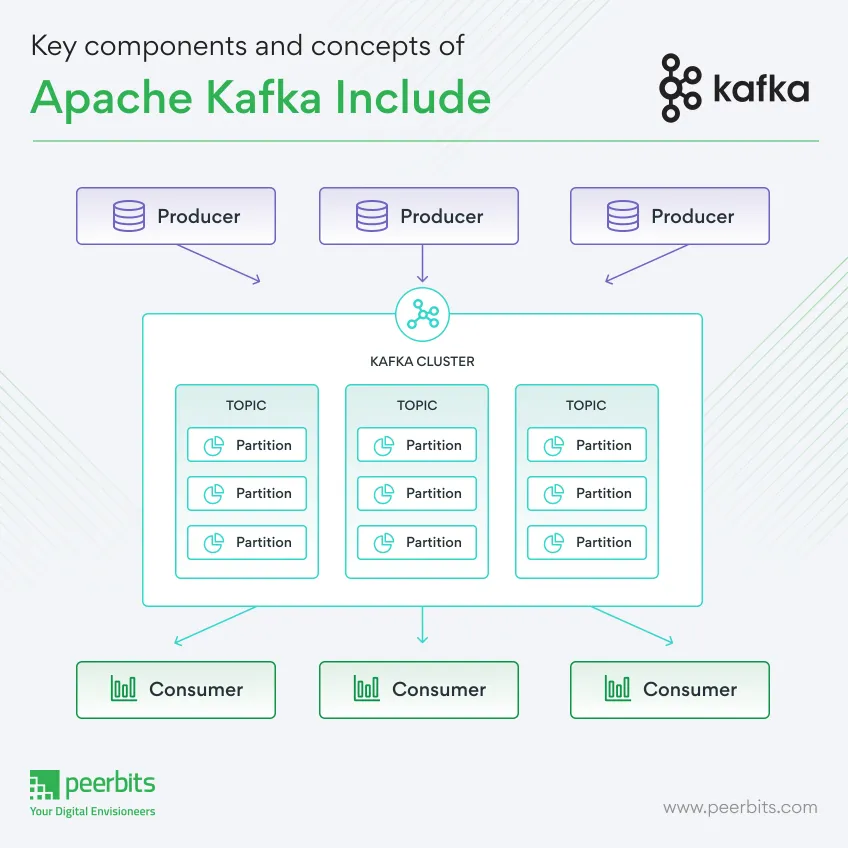 Key components and concepts of
Apache Kafka Include
kafka
Producer
Producer
Producer
KAFKA CLUSTER
TOPIC
TOPIC
TOPIC
Partition
Partition
Partition
Partition
Partition
Partition
Partition
Partition
Partition
Consumer
Consumer
Consumer
peerbits
Your Digital Envisioneers
www.peerbits.com